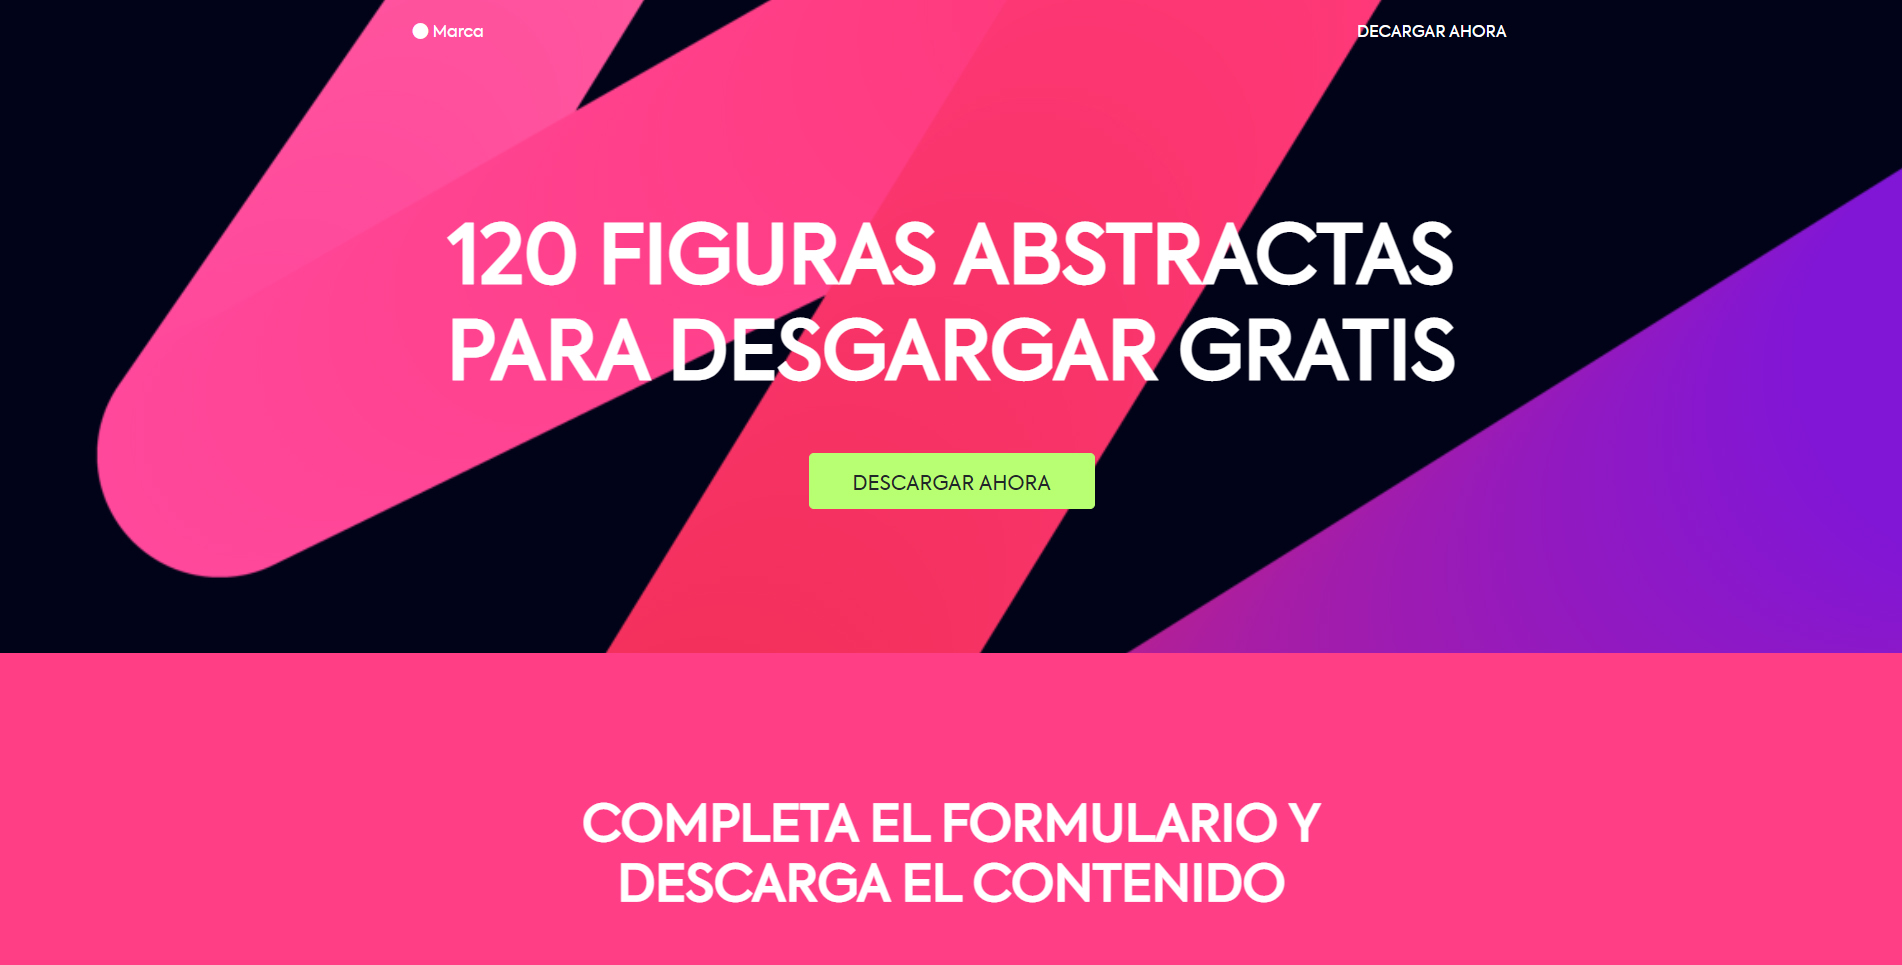 Marca
DECARGAR AHORA
120 FIGURAS ABSTRACTAS
PARA DESGARGAR GRATIS
DESCARGAR AHORA
COMPLETA EL FORMULARIO Y
DESCARGA EL CONTENIDO